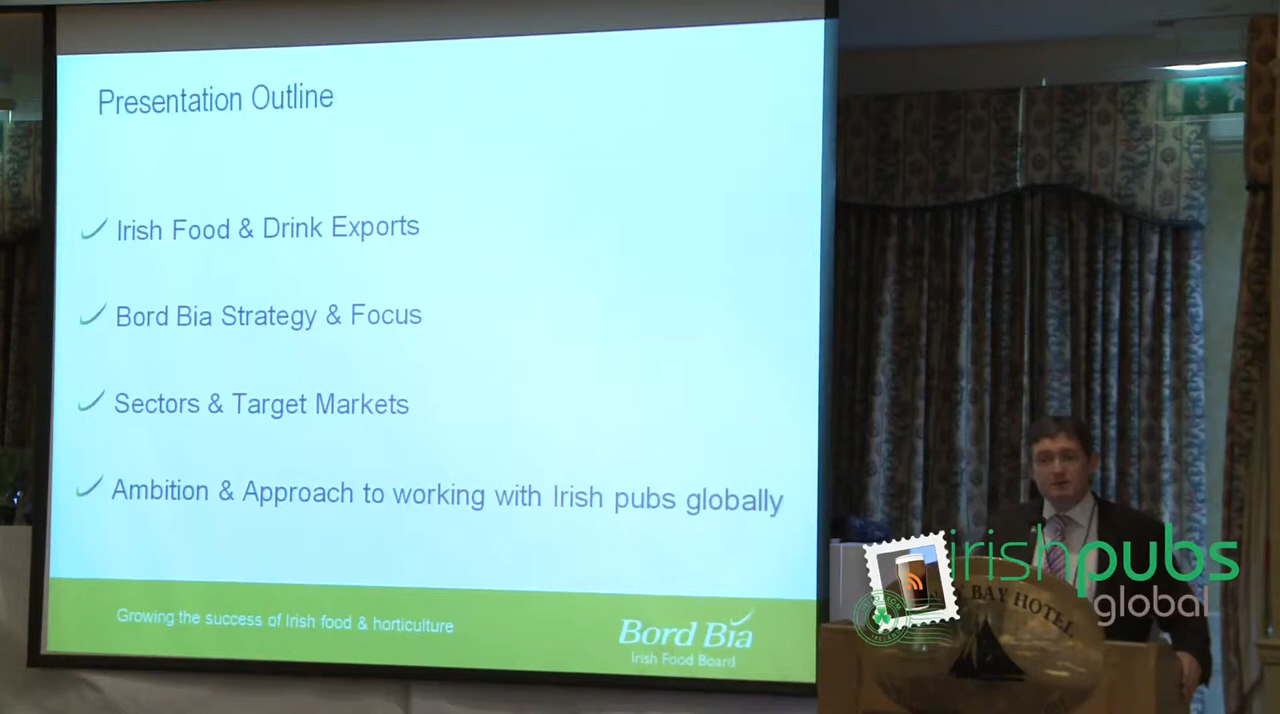 Presentation Outline
Irish Food & Drink Exports
Bord Bia Strategy & Focus
Sectors & Target Markets
Ambition & Approach to working with Irish pubs globally
Growing the success of Irish food & horticulture
Bord Bia
Irish Food Board
irishpubs
global
BAY HOTEL